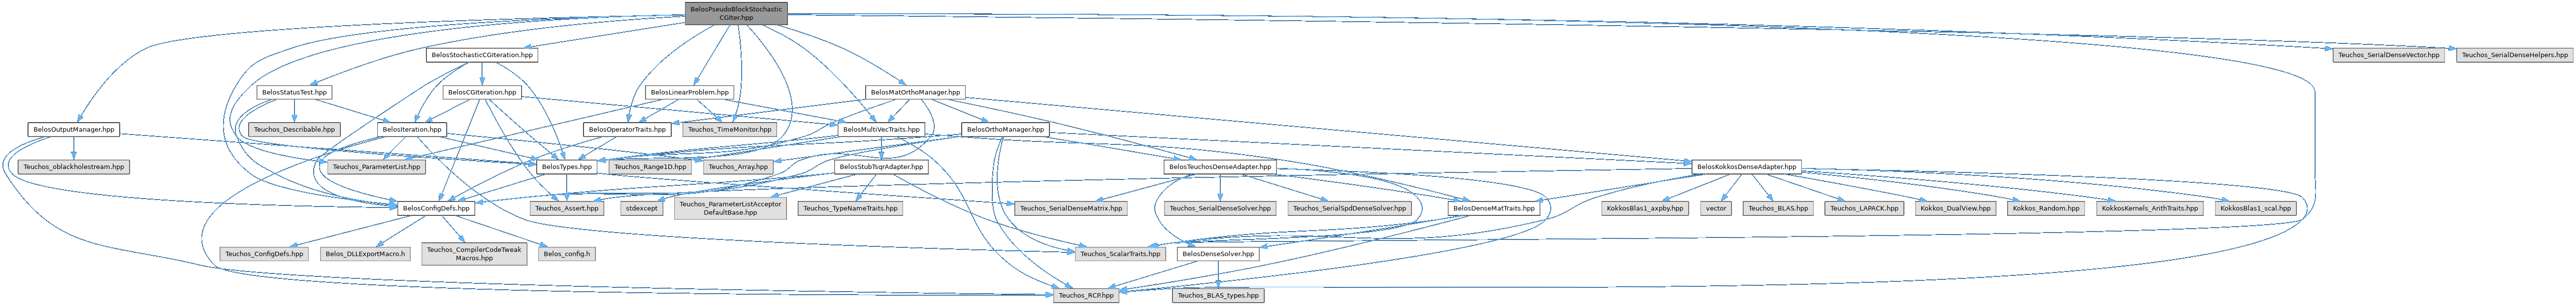 BelosPseudoBlockStochastic
CGIter.hpp
BelosStochasticCGIteration.hpp
Teuchos_SerialDenseVector.hpp
Teuchos_SerialDenseHelpers.hpp
BelosStatusTest.hpp
BelosCGIteration.hpp
BelosLinearProblem.hpp
BelosMatOrthoManager.hpp
BelosOutputManager.hpp
Teuchos_Describable.hpp
BelosIteration.hpp
BelosOperatorTraits.hpp
Teuchos_TimeMonitor.hpp
BelosMultiVecTraits.hpp
BelosOrthoManager.hpp
Teuchos_oblackholestream.hpp
Teuchos_ParameterList.hpp
BelosTypes.hpp
Teuchos_Range1D.hpp
Teuchos_Array.hpp
BelosStubTsqrAdapter.hpp
BelosTeuchosDenseAdapter.hpp
BelosKokkosDenseAdapter.hpp
BelosConfigDefs.hpp
Teuchos_Assert.hpp
stdexcept
Teuchos_ParameterListAcceptor
DefaultBase.hpp
Teuchos_TypeNameTraits.hpp
Teuchos_SerialDenseMatrix.hpp
Teuchos_SerialDenseSolver.hpp
Teuchos_SerialSpdDenseSolver.hpp
BelosDenseMatTraits.hpp
KokkosBlas1_axpby.hpp
vector
Teuchos_BLAS.hpp
Teuchos_LAPACK.hpp
Kokkos_DualView.hpp
Kokkos_Random.hpp
KokkosKernels_ArithTraits.hpp
KokkosBlas1_scal.hpp
Teuchos_ConfigDefs.hpp
Belos_DLLExportMacro.h
Teuchos_CompilerCodeTweak
Macros.hpp
Belos_config.h
Teuchos_ScalarTraits.hpp
BelosDenseSolver.hpp
Teuchos_RCP.hpp
Teuchos_BLAS_types.hpp